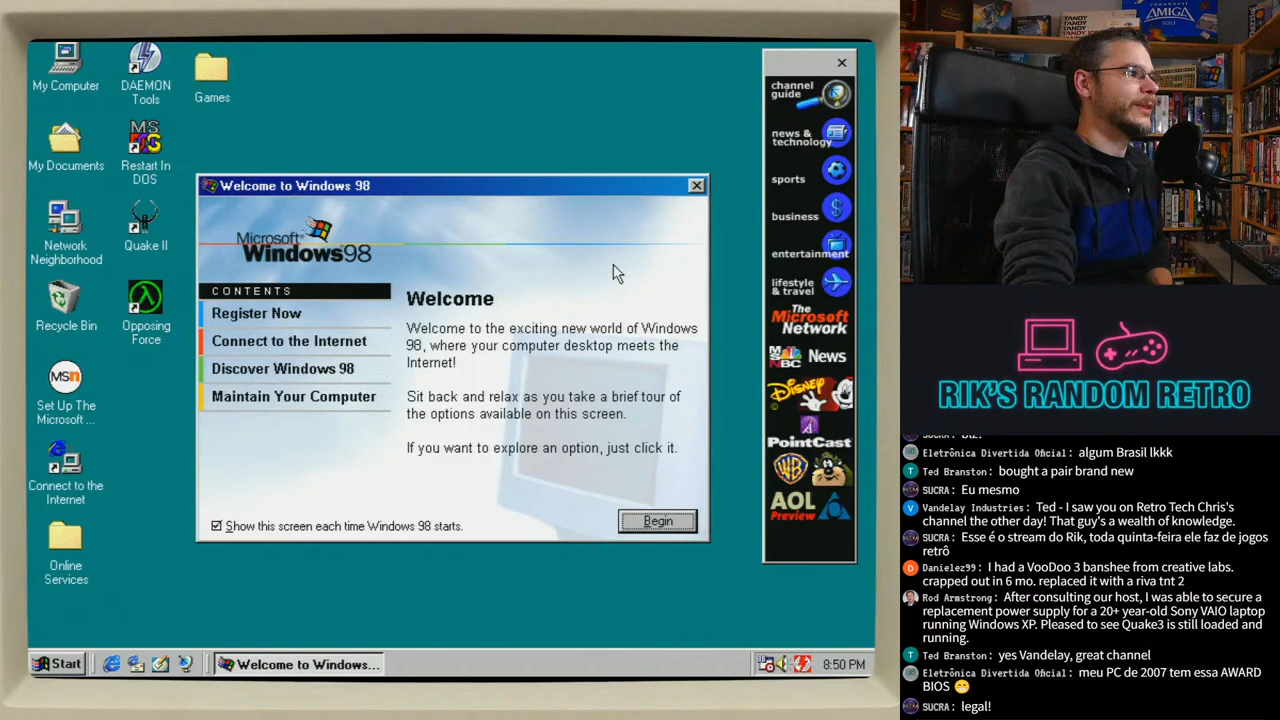 My Computer
DAEMON
Tools
Games
My Documents
MS
Restart In
DOS
Network
Neighborhood
Quake II
Recycle Bin
Opposing
Force
msn
Set Up The
Microsoft ...
Connect to the
Internet
Online
Services
Welcome to Windows 98
Microsoft
Windows98
CONTENTS
Register Now
Connect to the Internet
Discover Windows 98
Maintain Your Computer
Welcome
Welcome to the exciting new world of Windows
98, where your computer desktop meets the
Internet!
Sit back and relax as you take a brief tour of
the options available on this screen.
If you want to explore an option, just click it.
Show this screen each time Windows 98 starts.
Begin
channel
guide
news &
technology
sports
business
entertainment
lifestyle
& travel
The
Microsoft
Network
MSNBC News
Disney
PointCast
WB
AOL
Preview
Start
Welcome to Windows...
8:50 PM
TANDY
AMIGA
500
RIK'S RANDOM RETRO
Eletrônica Divertida Oficial: algum Brasil lkkk
T Ted Branston: bought a pair brand new
SUCRA: Eu mesmo
V Vandelay Industries: Ted - I saw you on Retro Tech Chris's
channel the other day! That guy's a wealth of knowledge.
SUCRA: Esse é o stream do Rik, toda quinta-feira ele faz de jogos
retrô
D Danielez99: I had a VooDoo 3 banshee from creative labs.
crapped out in 6 mo. replaced it with a riva tnt 2
Rod Armstrong: After consulting our host, I was able to secure a
replacement power supply for a 20+ year-old Sony VAIO laptop
running Windows XP. Pleased to see Quake3 is still loaded and
running.
T Ted Branston: yes Vandelay, great channel
Eletrônica Divertida Oficial: meu PC de 2007 tem essa AWARD
BIOS 😁
SUCRA: legal!